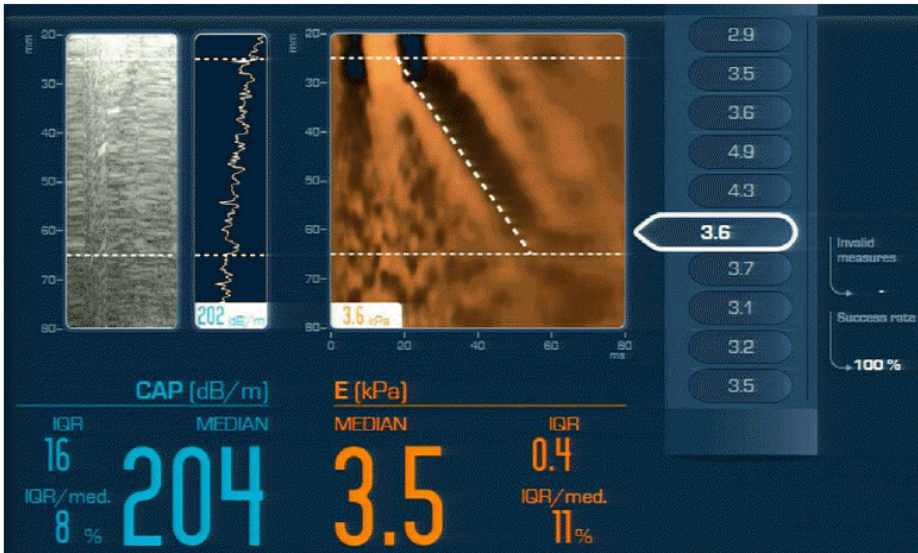 mm
20-
30-
40-
50-
60-
70-
80-
202 dB/m
mm
20-
30-
40-
50-
60-
70-
80-
3.6 kPa
0 20 40 60 80
ms
2.9
3.5
3.6
4.9
4.3
3.6
3.7
3.1
3.2
3.5
Invalid
measures
-
Success rate
100 %
CAP (dB/m)
IQR MEDIAN
16
204
IQR/med.
8 %
E (kPa)
MEDIAN IQR
3.5
0.4
IQR/med.
11 %